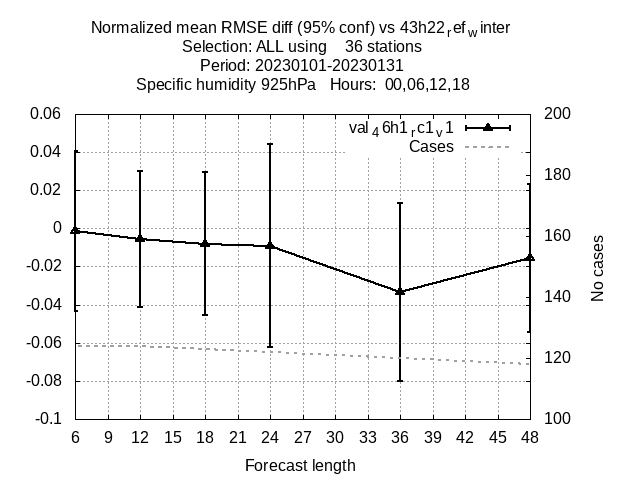 Normalized mean RMSE diff (95% conf) vs 43h22refwinter
Selection: ALL using 36 stations
Period: 20230101-20230131
Specific humidity 925hPa Hours: 00,06,12,18
val46h1rc1v1
Cases
0.06
0.04
0.02
0
-0.02
-0.04
-0.06
-0.08
-0.1
200
180
160
140
120
100
No cases
6 9 12 15 18 21 24 27 30 33 36 39 42 45 48
Forecast length